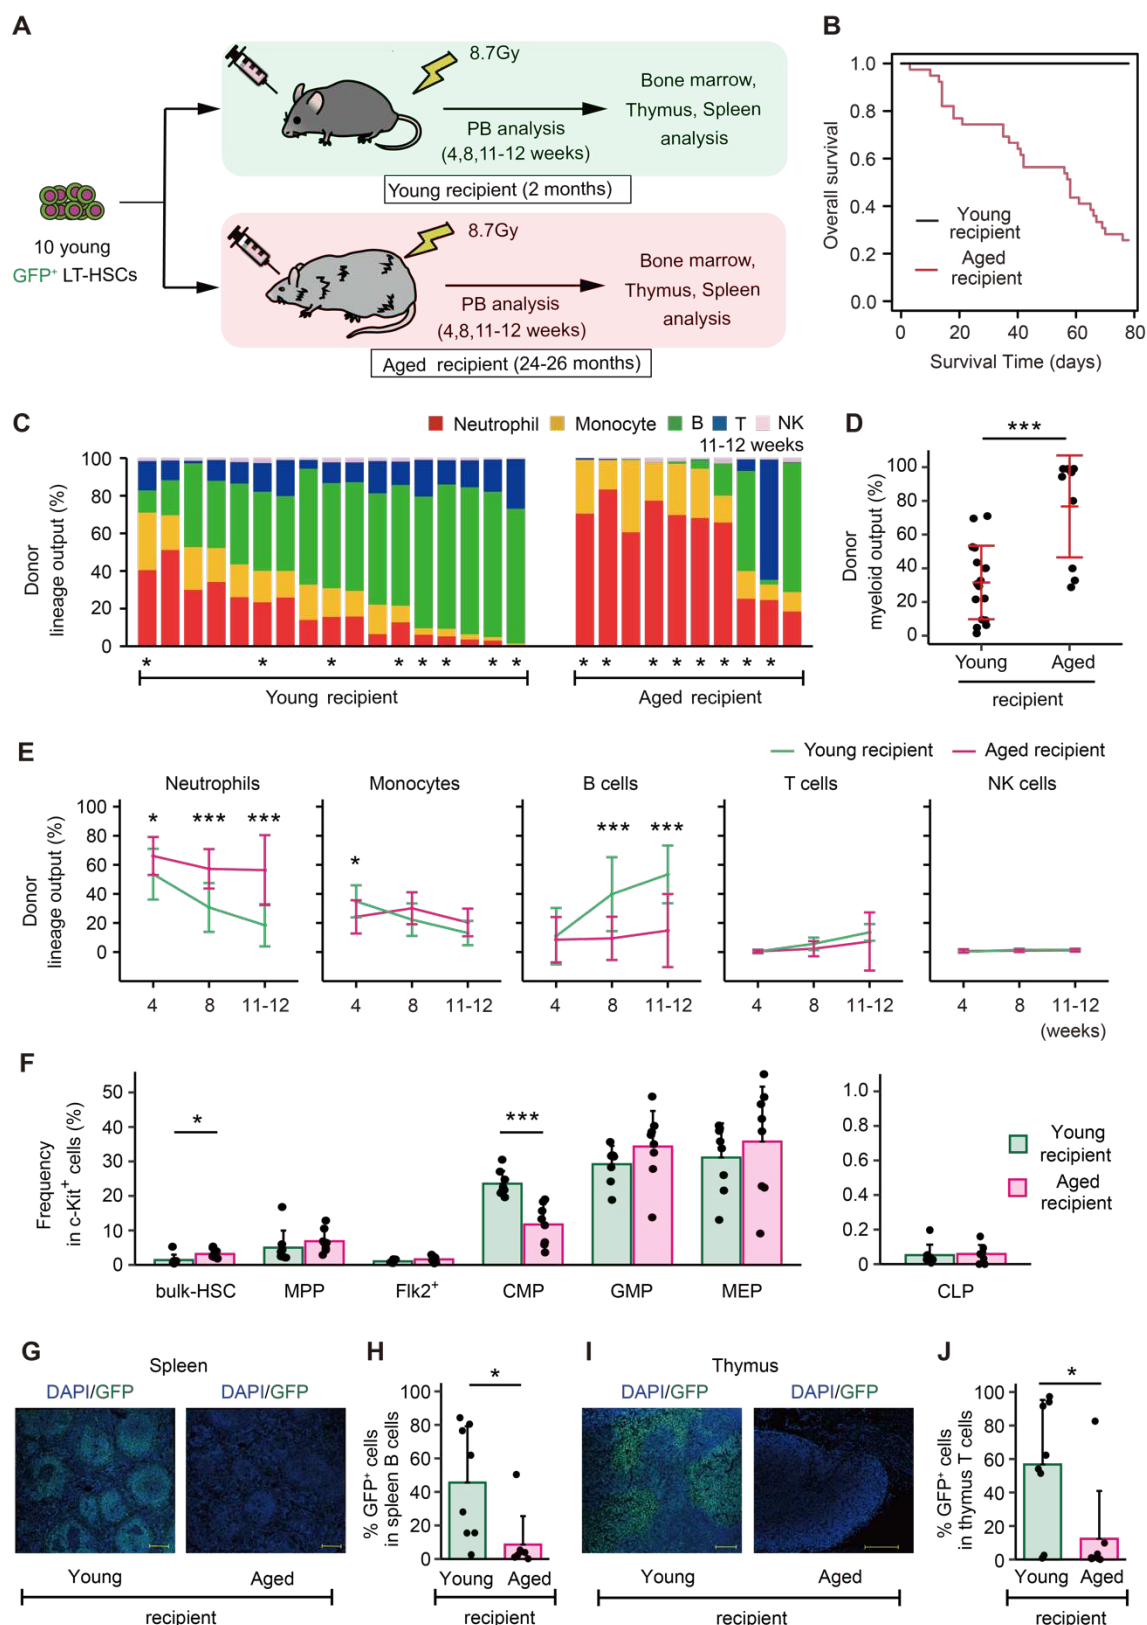 A
8.7Gy
PB analysis
(4,8,11-12 weeks)
Bone marrow,
Thymus, Spleen
analysis
Young recipient (2 months)
10 young
GFP⁺ LT-HSCs
8.7Gy
PB analysis
(4,8,11-12 weeks)
Bone marrow,
Thymus, Spleen
analysis
Aged recipient (24-26 months)
B
Overall survival
1.0
0.8
0.6
0.4
0.2
0.0
Young
recipient
Aged
recipient
0 20 40 60 80
Survival Time (days)
C
Neutrophil Monocyte B T NK
11-12 weeks
Donor
lineage output (%)
100
80
60
40
20
0
* * * * * * * *
* * * * * * * *
Young recipient
Aged recipient
D
***
Donor
myeloid output (%)
100
80
60
40
20
0
Young Aged
recipient
E
Young recipient Aged recipient
Neutrophils Monocytes B cells T cells NK cells
Donor
lineage output (%)
100
80
60
40
20
0
* *** ***
*
*** ***
4 8 11-12
4 8 11-12
4 8 11-12
4 8 11-12
4 8 11-12
(weeks)
F
Frequency
in c-Kit⁺ cells (%)
50
40
30
20
10
0
*
***
bulk-HSC MPP Flk2⁺ CMP GMP MEP
1.0
0.8
0.6
0.4
0.2
0
CLP
Young
recipient
Aged
recipient
G
Spleen
DAPI/GFP DAPI/GFP
Young Aged
recipient
H
*
% GFP⁺ cells
in spleen B cells
100
80
60
40
20
0
Young Aged
recipient
I
Thymus
DAPI/GFP DAPI/GFP
Young Aged
recipient
J
*
% GFP⁺ cells
in thymus T cells
100
80
60
40
20
0
Young Aged
recipient